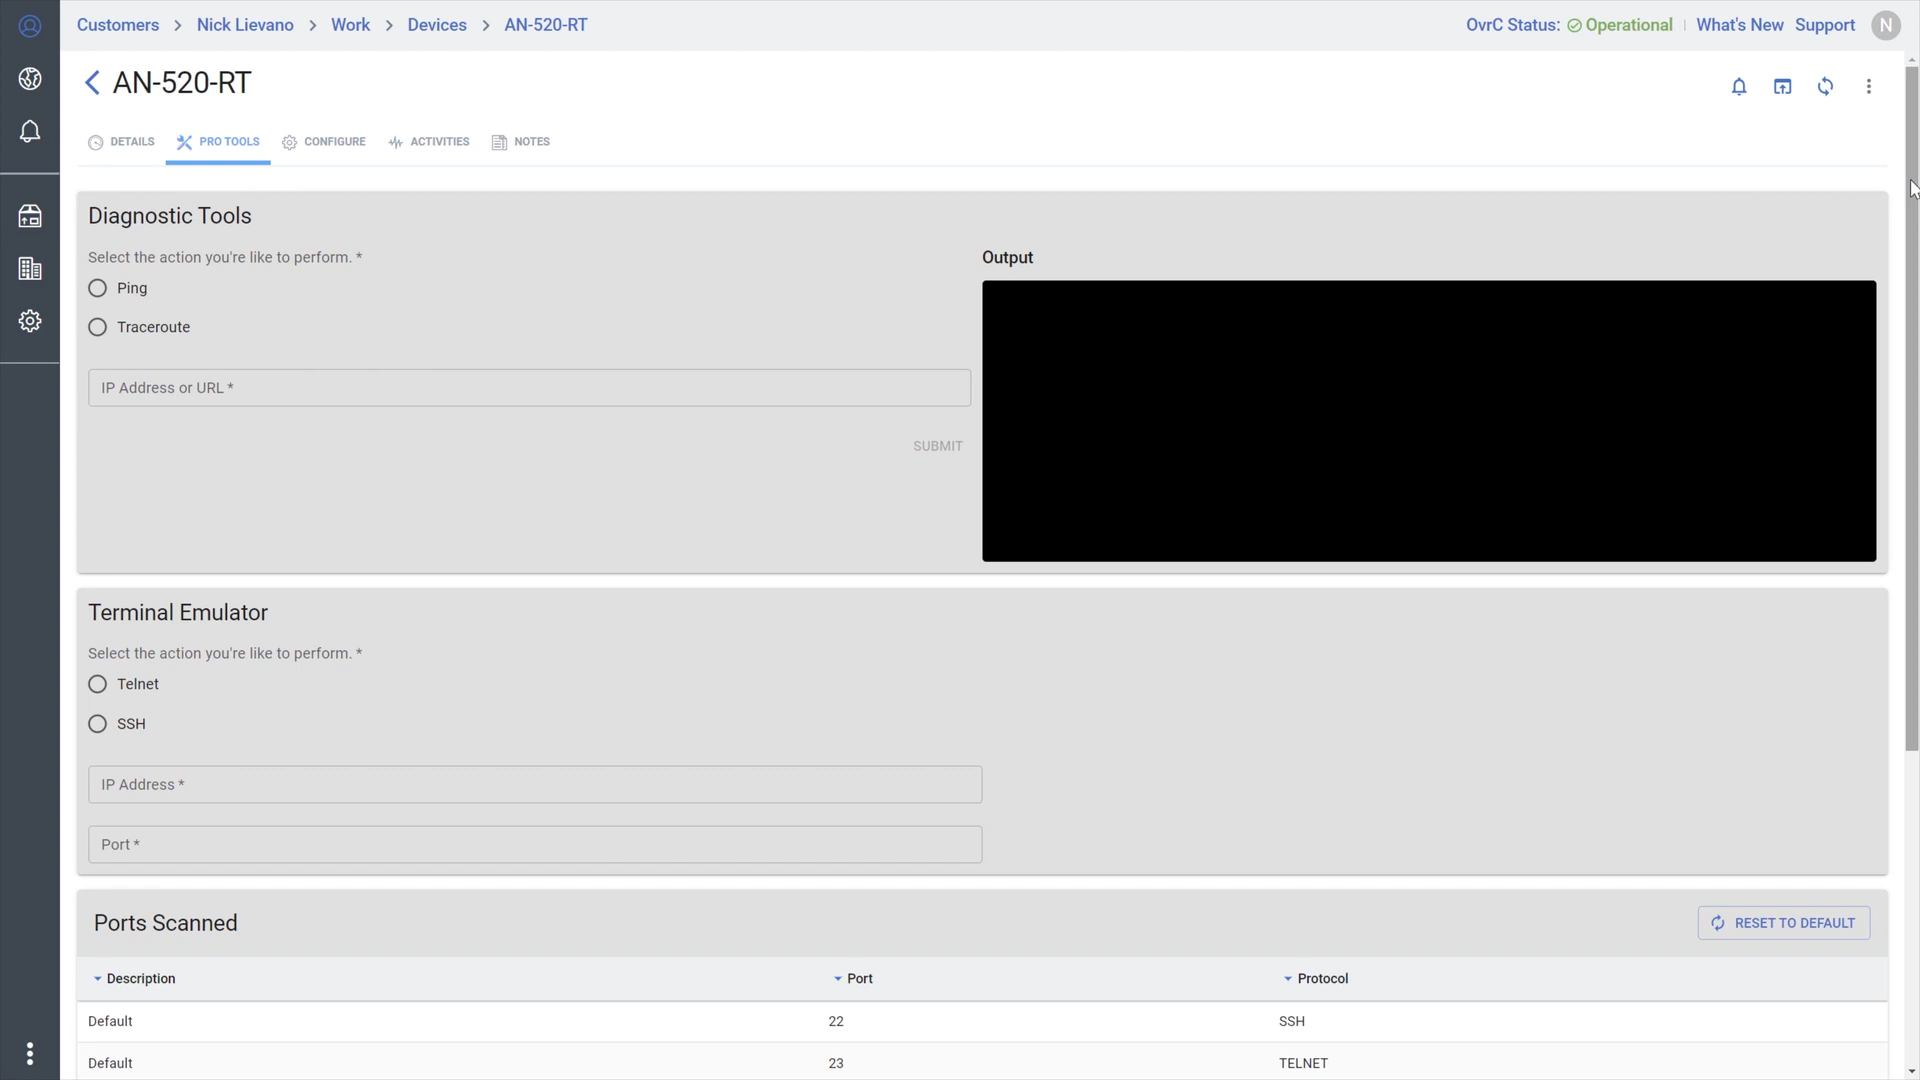 Customers > Nick Lievano > Work > Devices > AN-520-RT
OvrC Status: Operational | What's New Support N
AN-520-RT
DETAILS PRO TOOLS CONFIGURE ACTIVITIES NOTES
Diagnostic Tools
Select the action you're like to perform. *
Output
Ping
Traceroute
IP Address or URL *
SUBMIT
Terminal Emulator
Select the action you're like to perform. *
Telnet
SSH
IP Address *
Port *
Ports Scanned
RESET TO DEFAULT
Description Port Protocol
Default 22 SSH
Default 23 TELNET